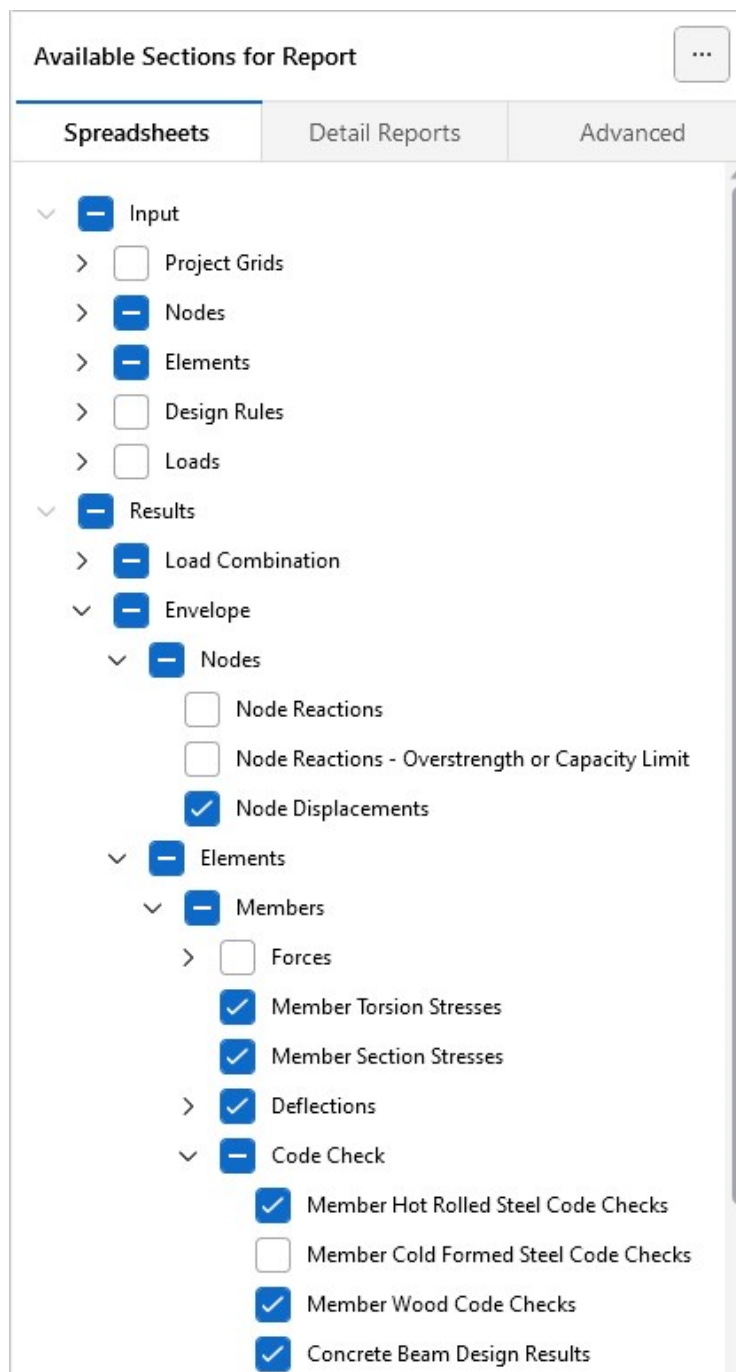 Available Sections for Report
...
Spreadsheets Detail Reports Advanced
Input
Project Grids
Nodes
Elements
Design Rules
Loads
Results
Load Combination
Envelope
Nodes
Node Reactions
Node Reactions - Overstrength or Capacity Limit
Node Displacements
Elements
Members
Forces
Member Torsion Stresses
Member Section Stresses
Deflections
Code Check
Member Hot Rolled Steel Code Checks
Member Cold Formed Steel Code Checks
Member Wood Code Checks
Concrete Beam Design Results